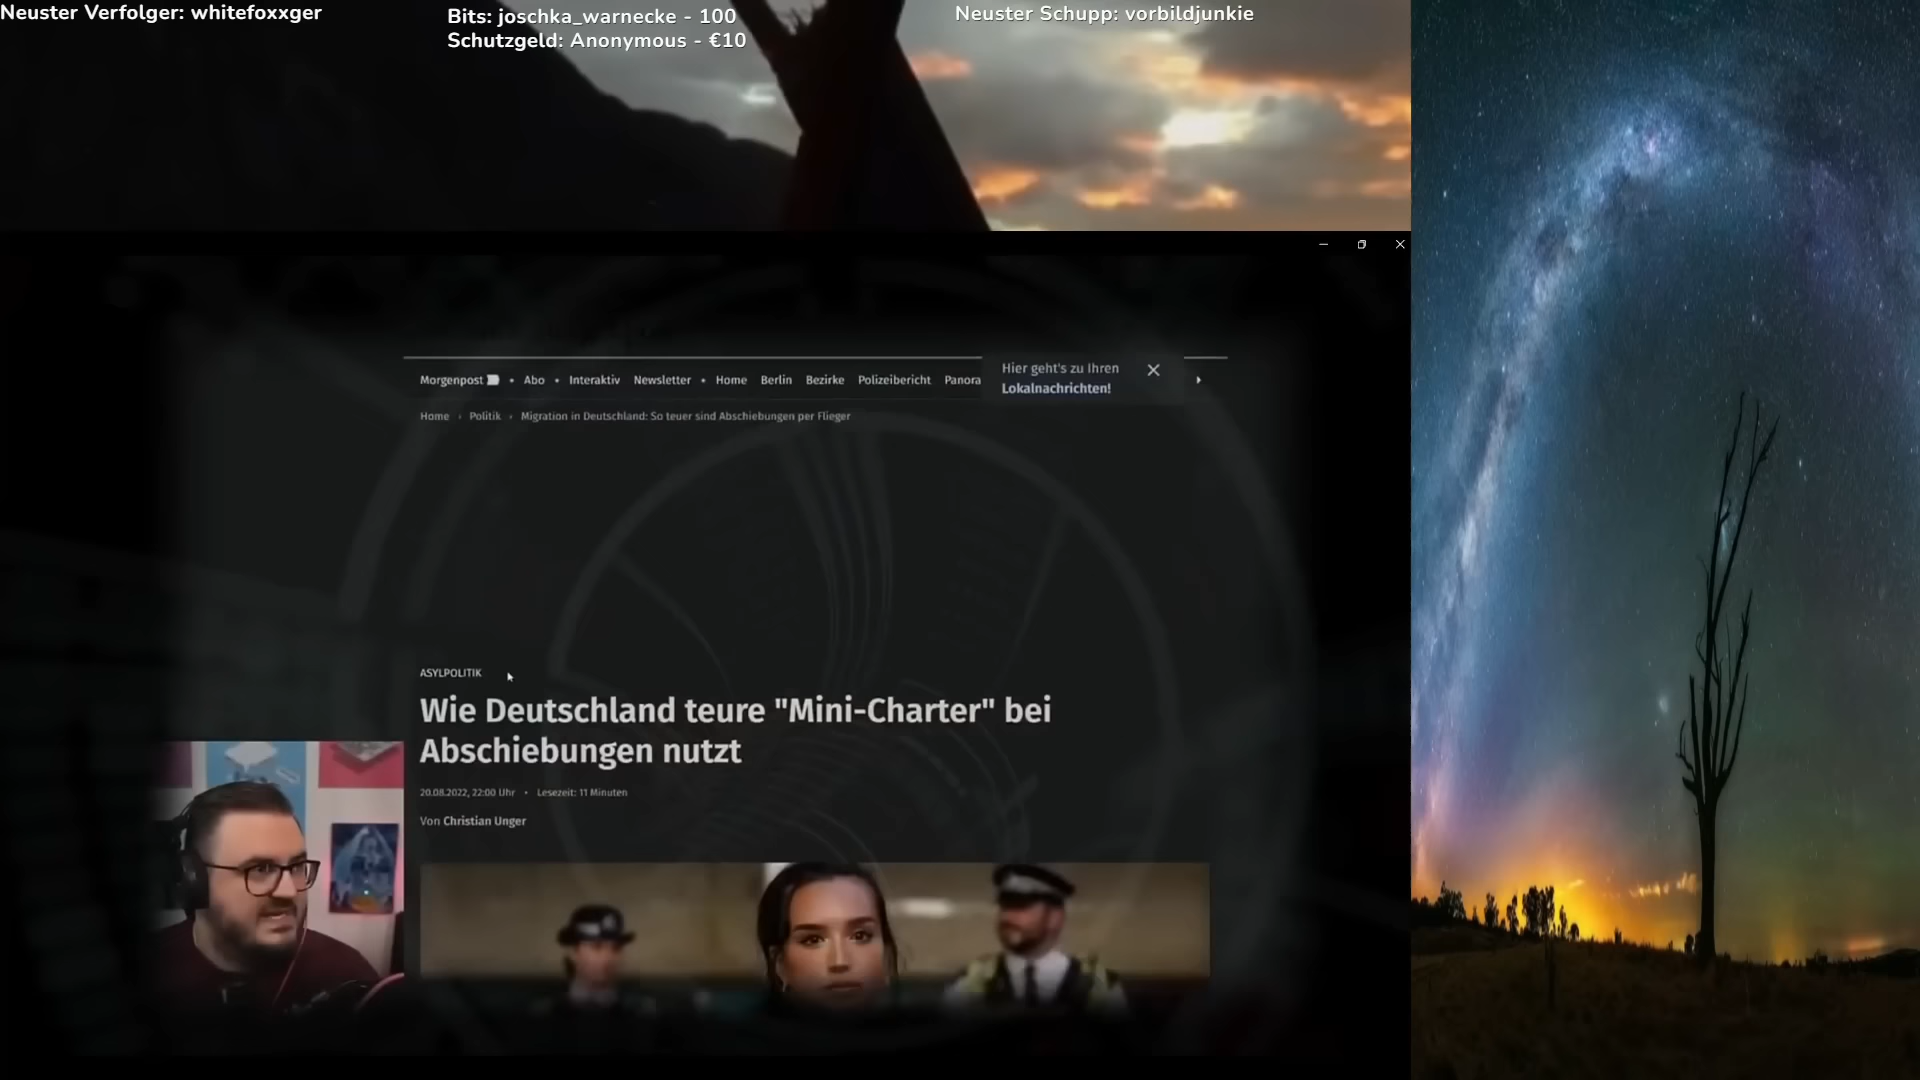 Neuster Verfolger: whitefoxxger
Bits: joschka_warnecke - 100
Schutzgeld: Anonymous - €10
Neuster Schupp: vorbildjunkie
Hier geht's zu Ihren
Lokalnachrichten!
Morgenpost • Abo • Interaktiv Newsletter • Home Berlin Bezirke Polizeibericht Panora
Home › Politik › Migration in Deutschland: So teuer sind Abschiebungen per Flieger
ASYLPOLITIK
Wie Deutschland teure "Mini-Charter" bei
Abschiebungen nutzt
20.08.2022, 22:00 Uhr • Lesezeit: 11 Minuten
Von Christian Unger